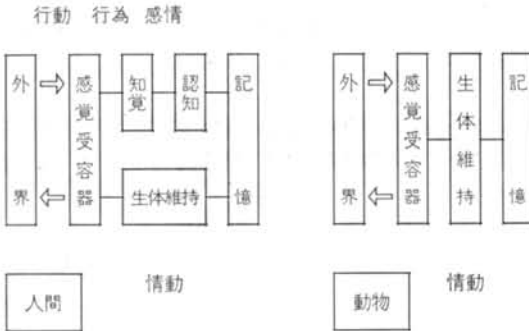 行動 行為 感情
外界
感覚受容器
知覚
認知
記憶
生体維持
人間
情動
外界
感覚受容器
生体維持
記憶
動物
情動